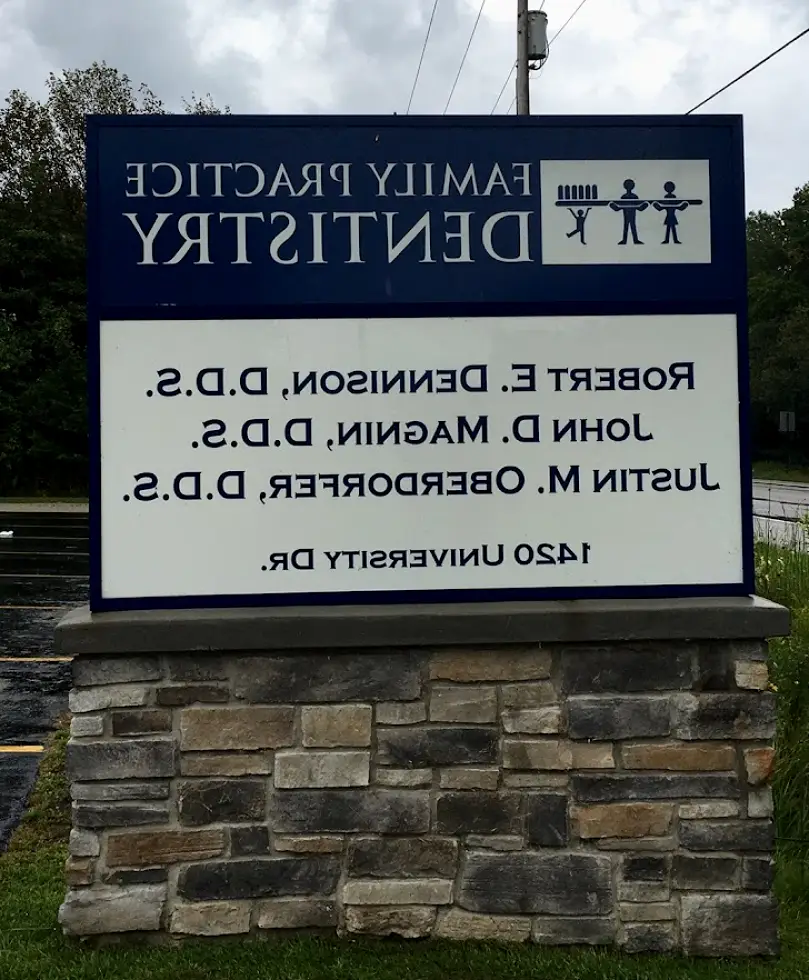 FAMILY PRACTICE
DENTISTRY
ROBERT E. DENNISON, D.D.S.
JOHN D. MAGNIN, D.D.S.
JUSTIN M. OBERDORFER, D.D.S.
1420 UNIVERSITY DR.